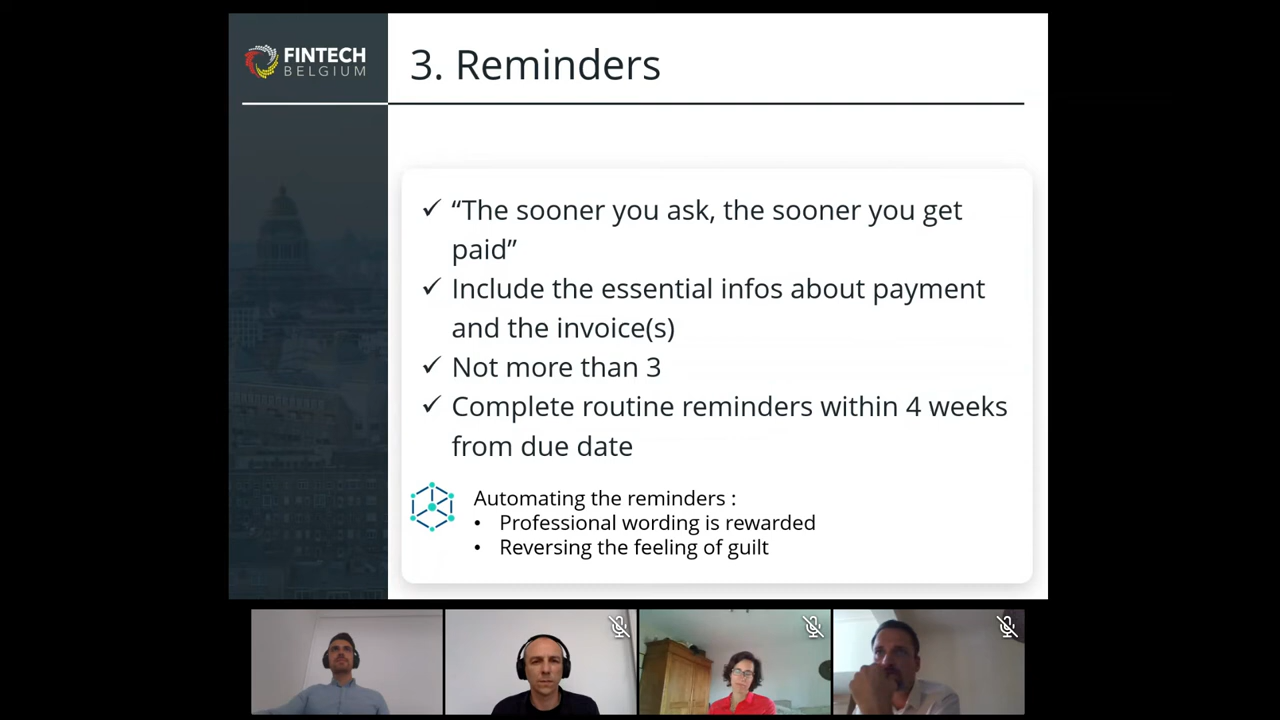 FINTECH
BELGIUM
3. Reminders
✓ “The sooner you ask, the sooner you get
paid”
✓ Include the essential infos about payment
and the invoice(s)
✓ Not more than 3
✓ Complete routine reminders within 4 weeks
from due date
Automating the reminders :
• Professional wording is rewarded
• Reversing the feeling of guilt